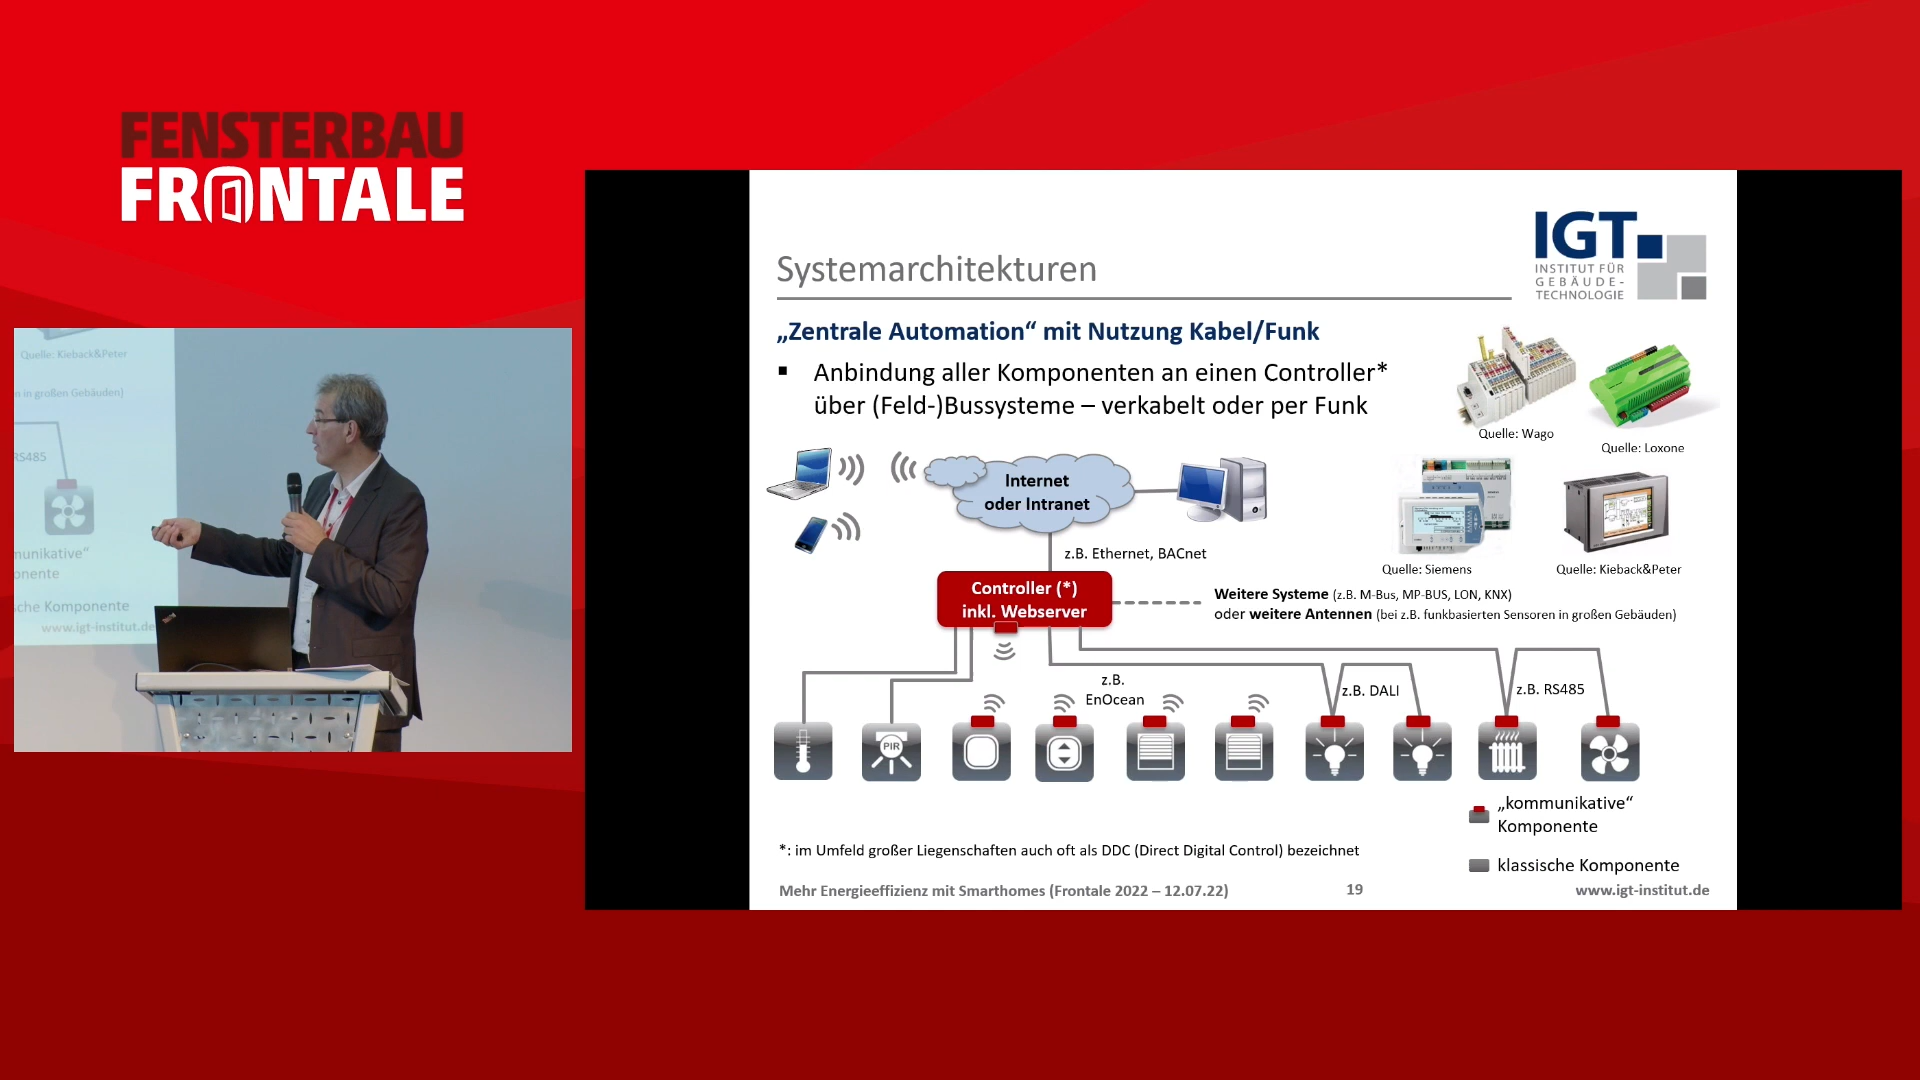 FENSTERBAU
FRONTALE
Quelle: Kieback&Peter
n in großen Gebäuden)
RS485
munikative“
onente
sche Komponente
www.igt-institut.de
Systemarchitekturen
IGT
INSTITUT FÜR
GEBÄUDE-
TECHNOLOGIE
„Zentrale Automation“ mit Nutzung Kabel/Funk
▪ Anbindung aller Komponenten an einen Controller*
über (Feld-)Bussysteme – verkabelt oder per Funk
Quelle: Wago
Quelle: Loxone
Internet
oder Intranet
Quelle: Siemens
Quelle: Kieback&Peter
z.B. Ethernet, BACnet
Controller (*)
inkl. Webserver
Weitere Systeme (z.B. M-Bus, MP-BUS, LON, KNX)
oder weitere Antennen (bei z.B. funkbasierten Sensoren in großen Gebäuden)
z.B.
EnOcean
z.B. DALI
z.B. RS485
PIR
„kommunikative“
Komponente
klassische Komponente
*: im Umfeld großer Liegenschaften auch oft als DDC (Direct Digital Control) bezeichnet
Mehr Energieeffizienz mit Smarthomes (Frontale 2022 – 12.07.22)
19
www.igt-institut.de